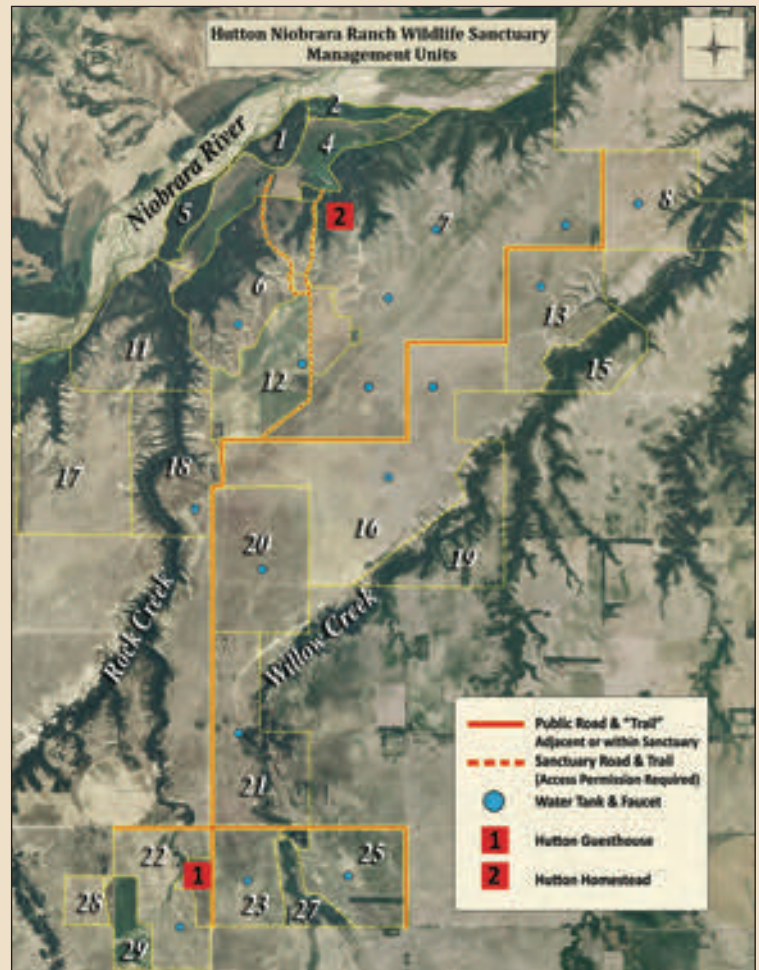 Hutton Niobrara Ranch Wildlife Sanctuary
Management Units
2
1
4
Niobrara River
5
2
7
8
6
13
11
12
15
17
18
16
20
19
Rock Creek
Willow Creek
21
22
1
23
25
27
28
29
Public Road & "Trail"
Adjacent or within Sanctuary
Sanctuary Road & Trail
(Access Permission Required)
Water Tank & Faucet
1 Hutton Guesthouse
2 Hutton Homestead